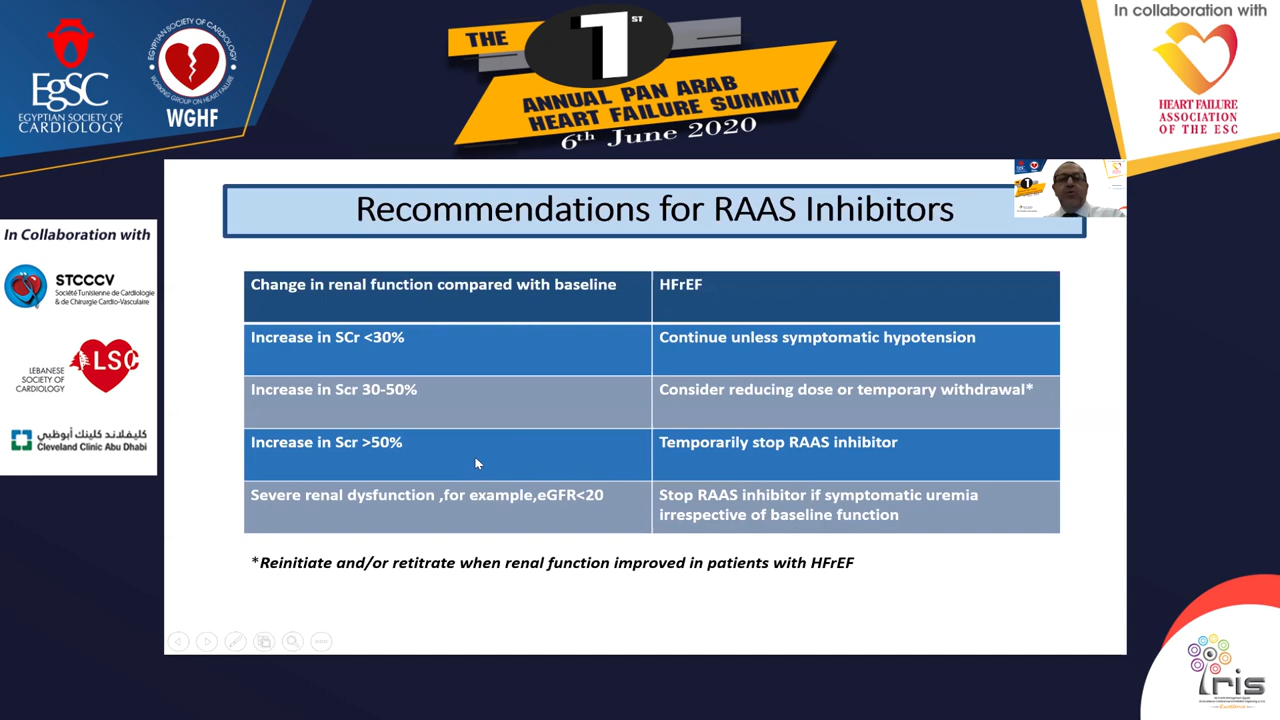 EgSC
EGYPTIAN SOCIETY OF
CARDIOLOGY
EGYPTIAN SOCIETY OF CARDIOLOGY
WORKING GROUP ON HEART FAILURE
WGHF
THE
1ST
ANNUAL PAN ARAB
HEART FAILURE SUMMIT
6th June 2020
In collaboration with
HEART FAILURE
ASSOCIATION
OF THE ESC
In Collaboration with
STCCCV
Société Tunisienne de Cardiologie
& de Chirurgie Cardio-Vasculaire
LSC
LEBANESE
SOCIETY OF
CARDIOLOGY
كليفلاند كلينك أبوظبي
Cleveland Clinic Abu Dhabi
Recommendations for RAAS Inhibitors
Change in renal function compared with baseline
HFrEF
Increase in SCr <30%
Continue unless symptomatic hypotension
Increase in Scr 30-50%
Consider reducing dose or temporary withdrawal*
Increase in Scr >50%
Temporarily stop RAAS inhibitor
Severe renal dysfunction ,for example,eGFR<20
Stop RAAS inhibitor if symptomatic uremia
irrespective of baseline function
*Reinitiate and/or retitrate when renal function improved in patients with HFrEF
Iris